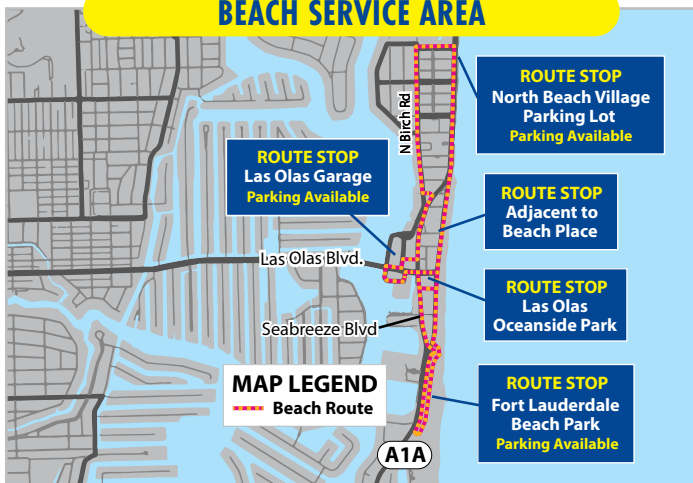 BEACH SERVICE AREA
ROUTE STOP
North Beach Village
Parking Lot
Parking Available
N Birch Rd
ROUTE STOP
Las Olas Garage
Parking Available
ROUTE STOP
Adjacent to
Beach Place
Las Olas Blvd.
ROUTE STOP
Las Olas
Oceanside Park
Seabreeze Blvd
MAP LEGEND
Beach Route
ROUTE STOP
Fort Lauderdale
Beach Park
Parking Available
A1A